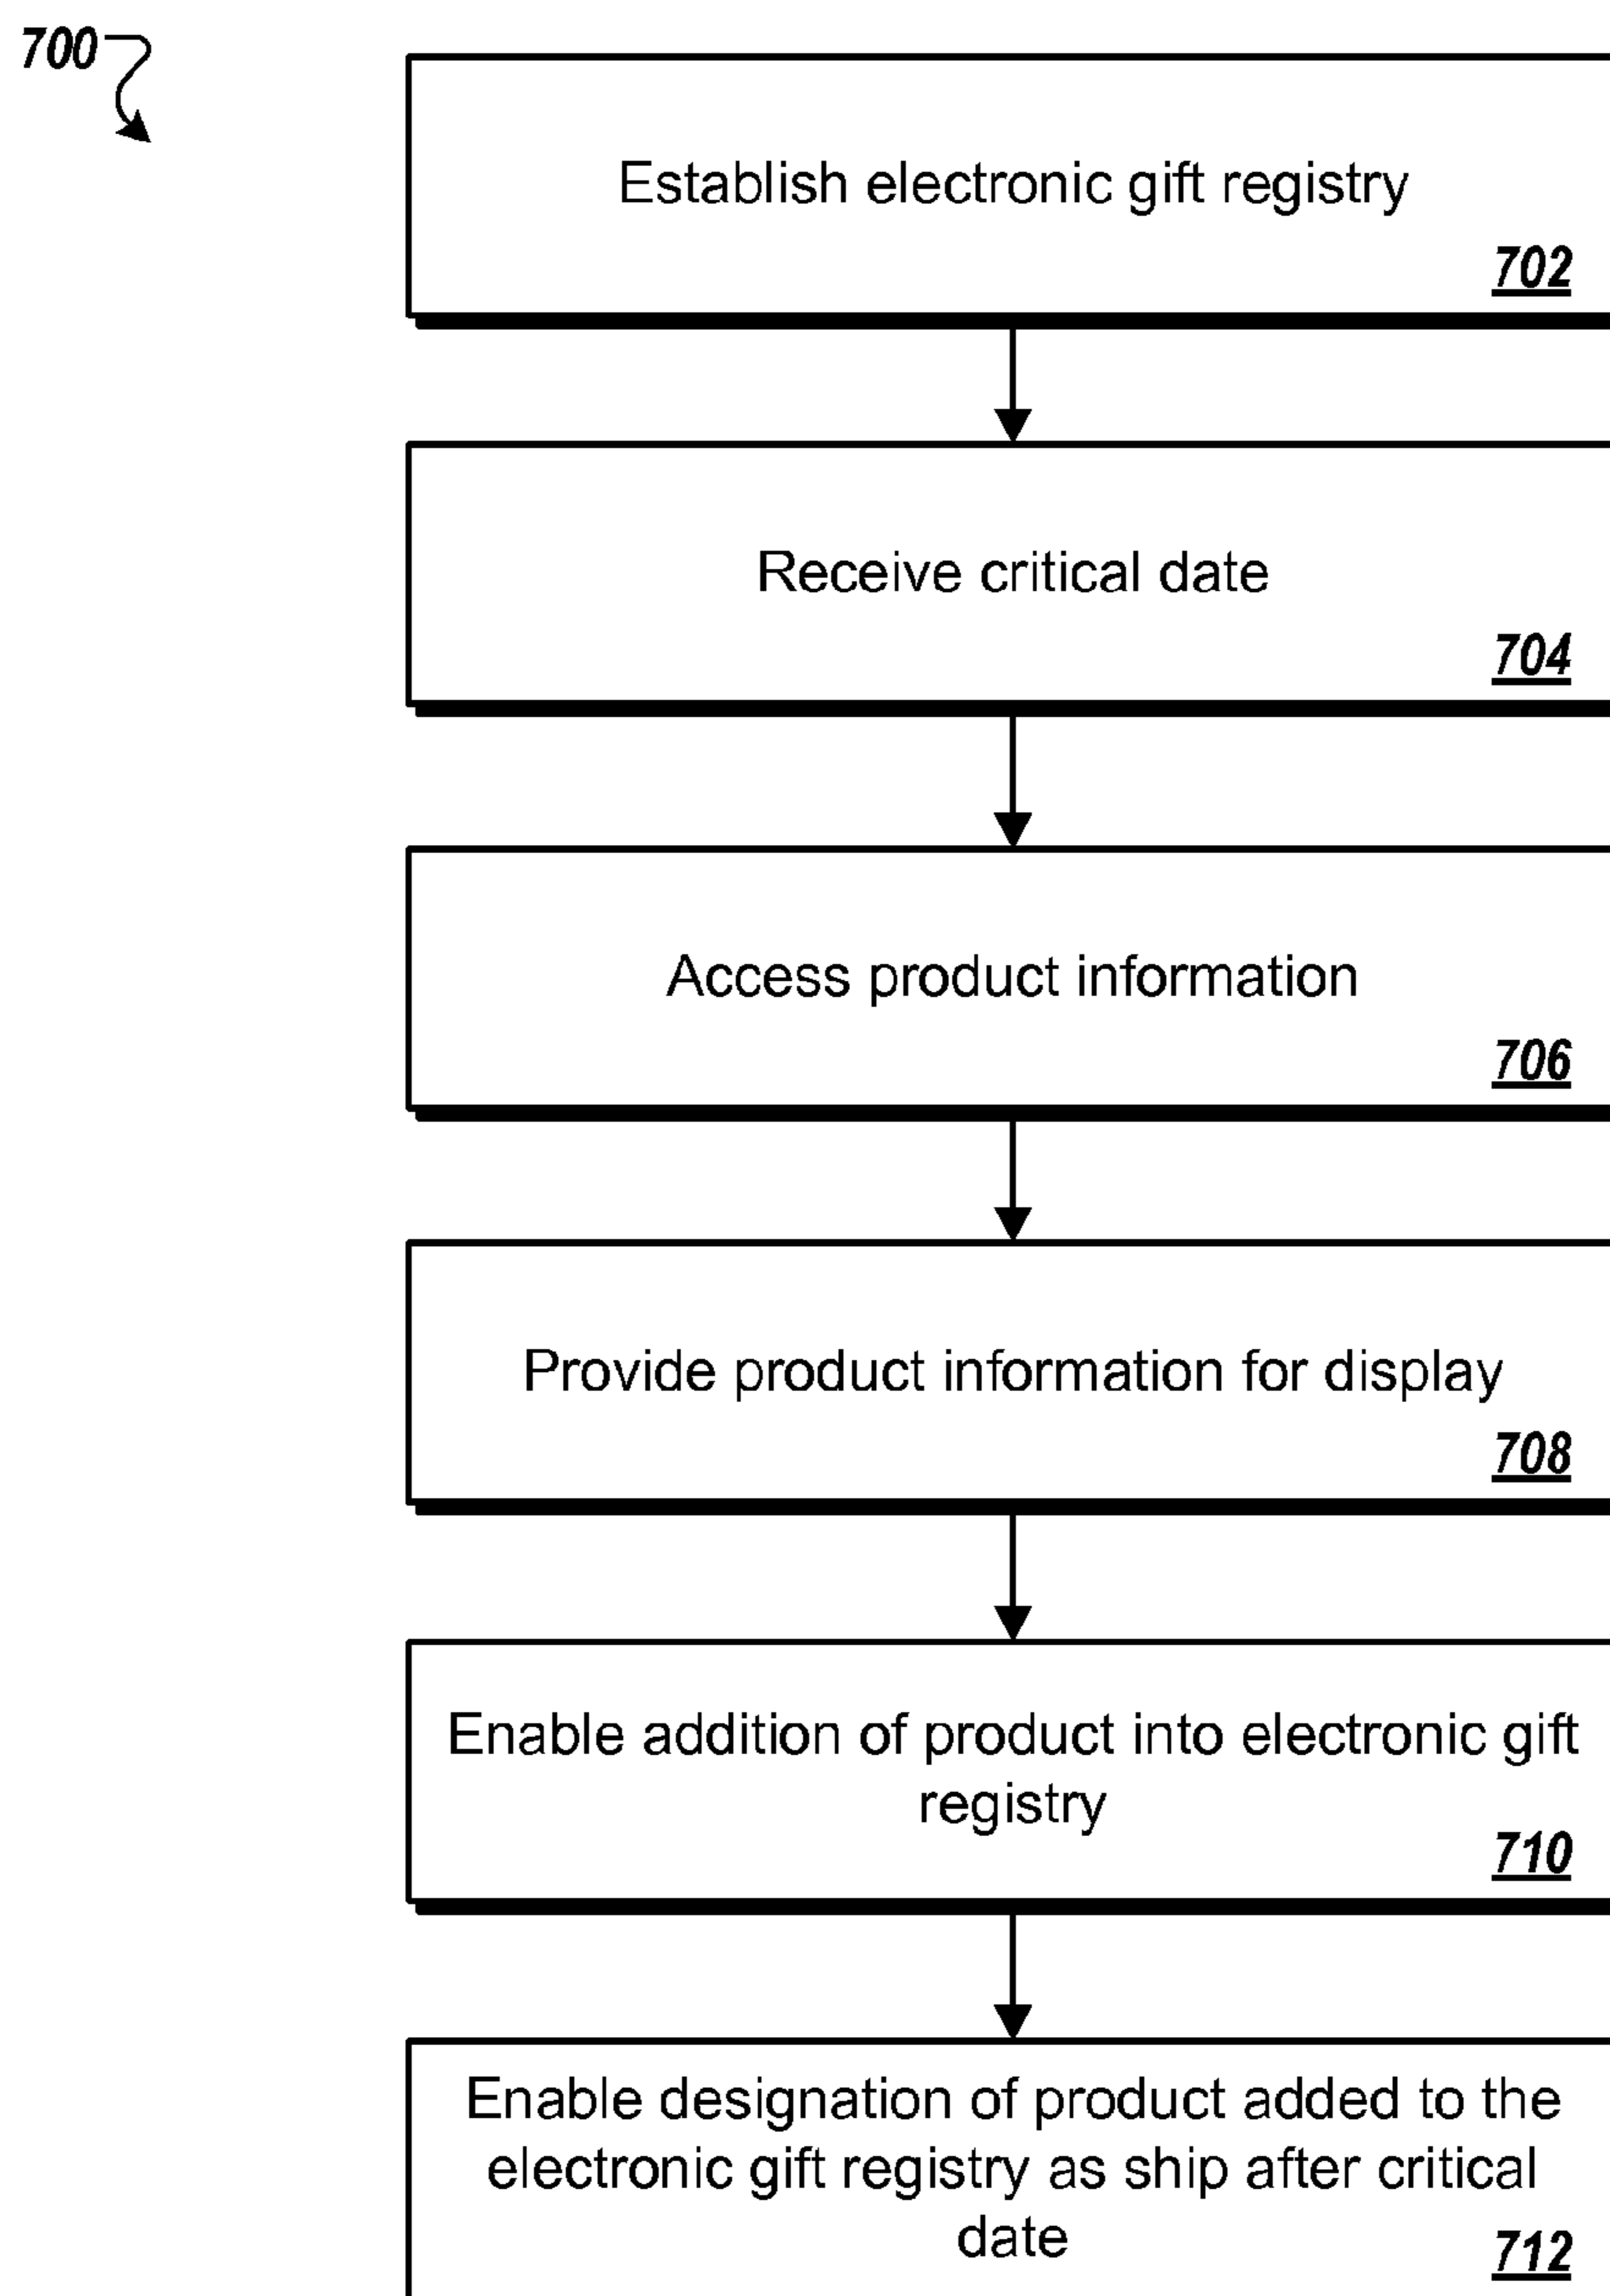 700
Establish electronic gift registry
702
Receive critical date
704
Access product information
706
Provide product information for display
708
Enable addition of product into electronic gift
registry
710
Enable designation of product added to the
electronic gift registry as ship after critical
date
712